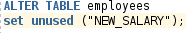 ALTER TABLE employees
set unused ("NEW_SALARY");